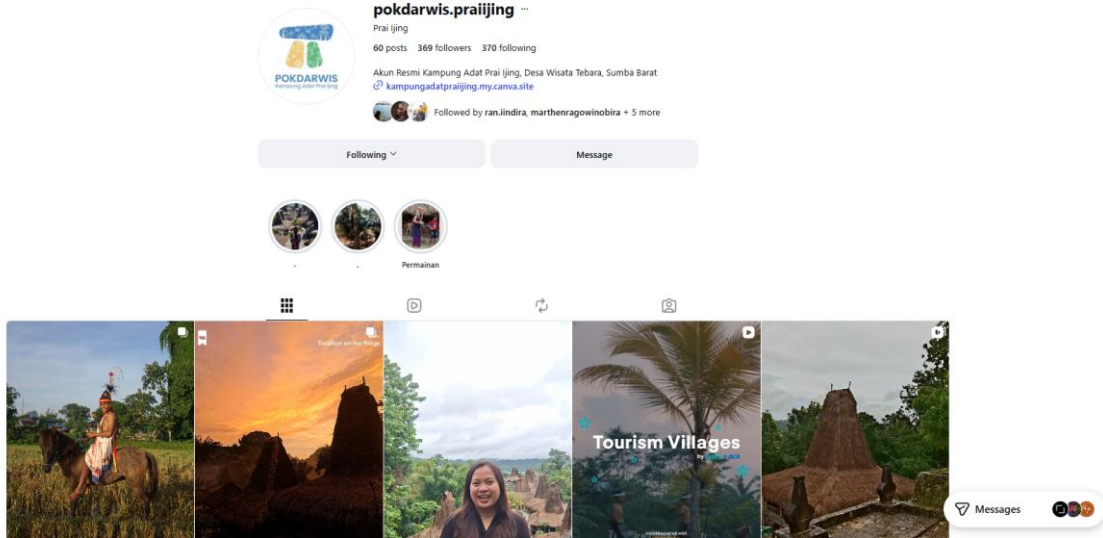 pokdarwis.praiijing ...
Prai Ijing
60 posts 369 followers 370 following
Akun Resmi Kampung Adat Prai Ijing, Desa Wisata Tebara, Sumba Barat
kampungadatpraiijing.my.canva.site
Followed by ran.iindira, marthenragowinobira + 5 more
POKDARWIS
Kampung Adat Prai Ijing
Following
Message
.
.
Permainan
Tradition on the Ridge
Tourism Villages
by
Messages